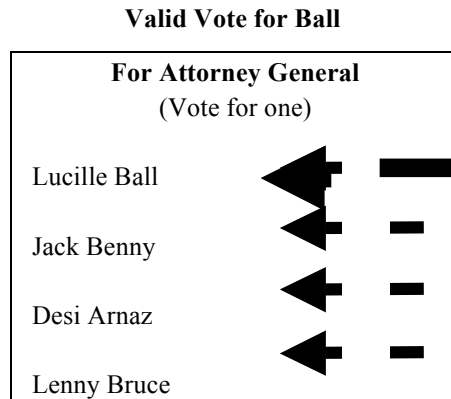 Valid Vote for Ball
For Attorney General
(Vote for one)
Lucille Ball
Jack Benny
Desi Arnaz
Lenny Bruce